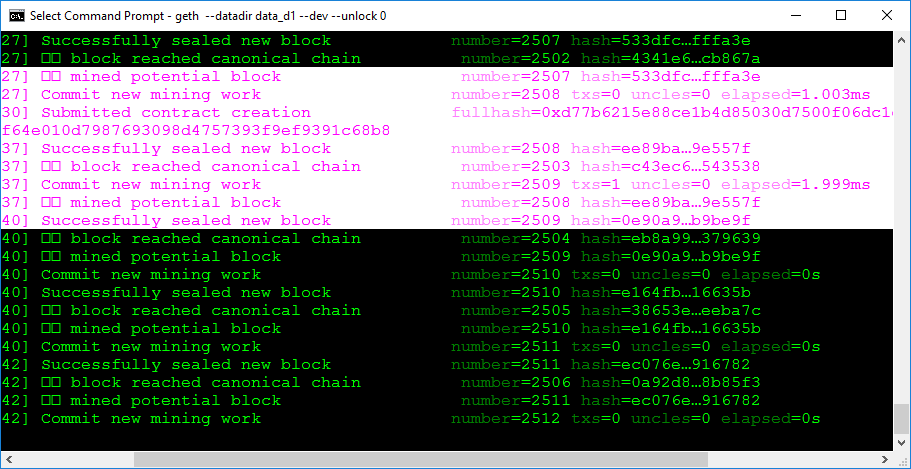 Select Command Prompt - geth --datadir data_d1 --dev --unlock 0
27] Successfully sealed new block number=2507 hash=533dfc…fffa3e
27] □□ block reached canonical chain number=2502 hash=4341e6…cb867a
27] □□ mined potential block number=2507 hash=533dfc…fffa3e
27] Commit new mining work number=2508 txs=0 uncles=0 elapsed=1.003ms
30] Submitted contract creation fullhash=0xd77b6215e88ce1b4d85030d7500f06dc1
f64e010d7987693098d4757393f9ef9391c68b8
37] Successfully sealed new block number=2508 hash=ee89ba…9e557f
37] □□ block reached canonical chain number=2503 hash=c43ec6…543538
37] Commit new mining work number=2509 txs=1 uncles=0 elapsed=1.999ms
37] □□ mined potential block number=2508 hash=ee89ba…9e557f
40] Successfully sealed new block number=2509 hash=0e90a9…b9be9f
40] □□ block reached canonical chain number=2504 hash=eb8a99…379639
40] □□ mined potential block number=2509 hash=0e90a9…b9be9f
40] Commit new mining work number=2510 txs=0 uncles=0 elapsed=0s
40] Successfully sealed new block number=2510 hash=e164fb…16635b
40] □□ block reached canonical chain number=2505 hash=38653e…eeba7c
40] □□ mined potential block number=2510 hash=e164fb…16635b
40] Commit new mining work number=2511 txs=0 uncles=0 elapsed=0s
42] Successfully sealed new block number=2511 hash=ec076e…916782
42] □□ block reached canonical chain number=2506 hash=0a92d8…8b85f3
42] □□ mined potential block number=2511 hash=ec076e…916782
42] Commit new mining work number=2512 txs=0 uncles=0 elapsed=0s